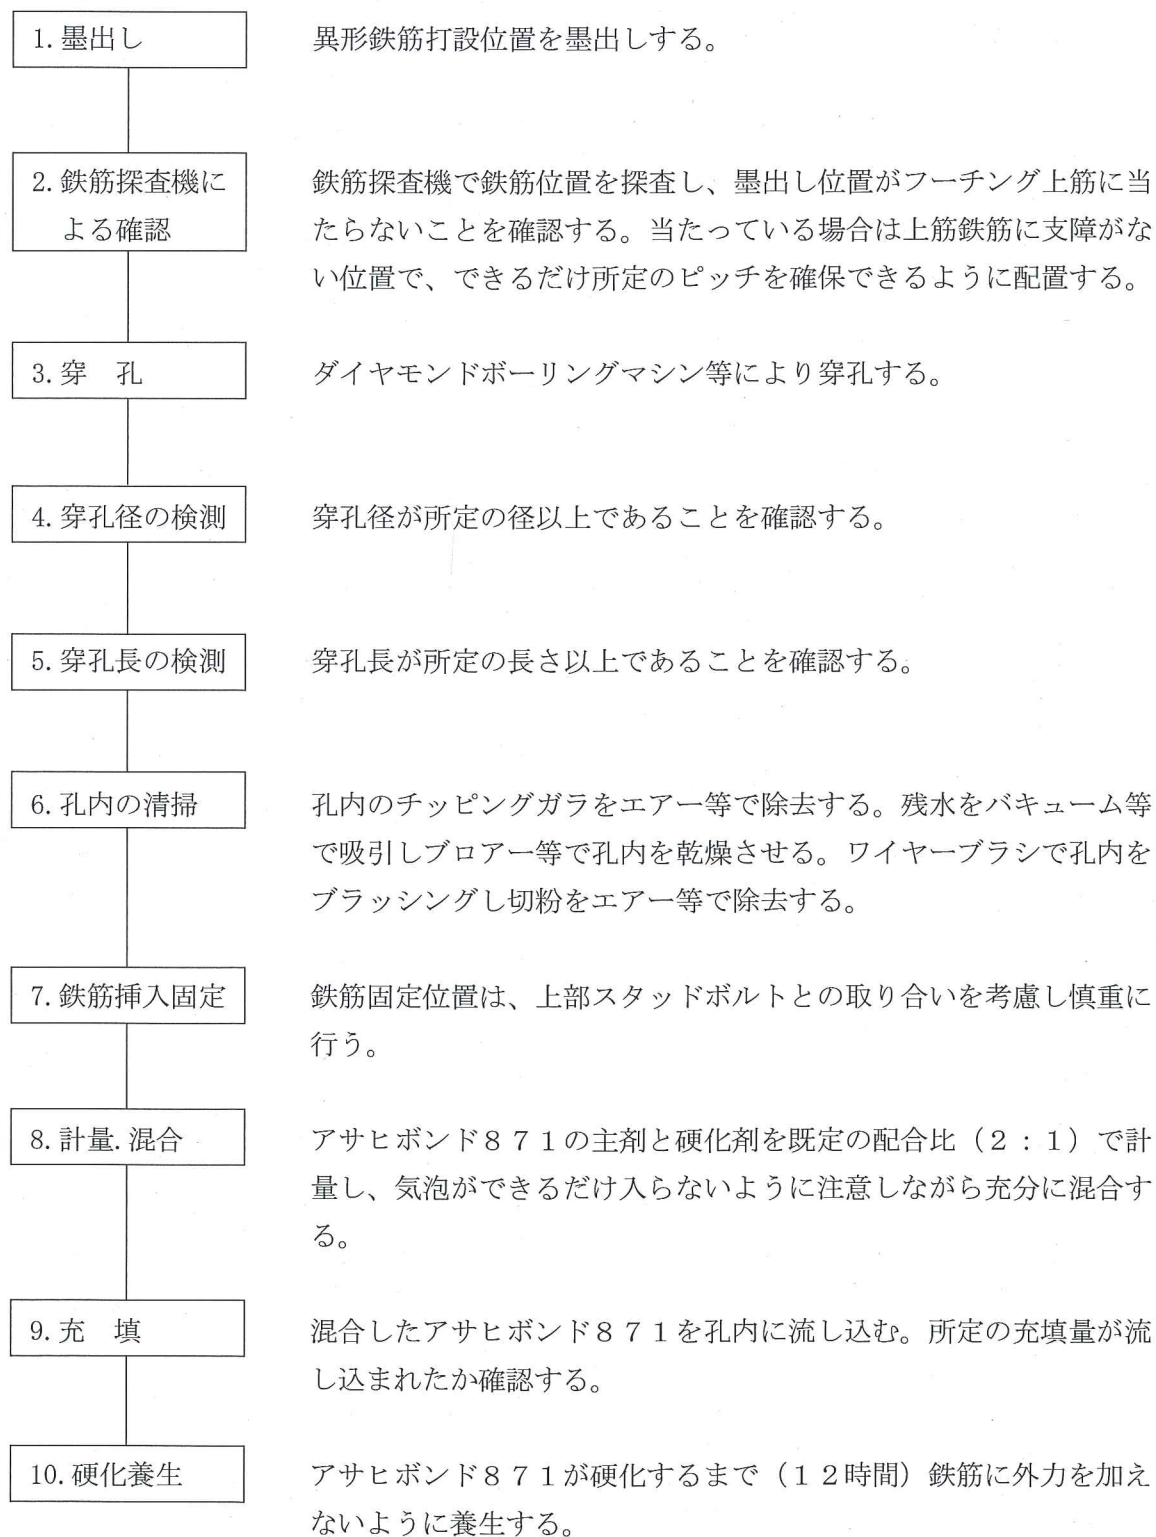 1.墨出し
異形鉄筋打設位置を墨出しする。
2.鉄筋探査機に
よる確認
鉄筋探査機で鉄筋位置を探査し、墨出し位置がフーチング上筋に当
たらないことを確認する。当たっている場合は上筋鉄筋に支障がな
い位置で、できるだけ所定のピッチを確保できるように配置する。
3.穿　孔
ダイヤモンドボーリングマシン等により穿孔する。
4.穿孔径の検測
穿孔径が所定の径以上であることを確認する。
5.穿孔長の検測
穿孔長が所定の長さ以上であることを確認する。
6.孔内の清掃
孔内のチッピングガラをエアー等で除去する。残水をバキューム等
で吸引しブロアー等で孔内を乾燥させる。ワイヤーブラシで孔内を
ブラッシングし切粉をエアー等で除去する。
7.鉄筋挿入固定
鉄筋固定位置は、上部スタッドボルトとの取り合いを考慮し慎重に
行う。
8.計量.混合
アサヒボンド８７１の主剤と硬化剤を既定の配合比（２：１）で計
量し、気泡ができるだけ入らないように注意しながら充分に混合す
る。
9.充　填
混合したアサヒボンド８７１を孔内に流し込む。所定の充填量が流
し込まれたか確認する。
10.硬化養生
アサヒボンド８７１が硬化するまで（１２時間）鉄筋に外力を加え
ないように養生する。